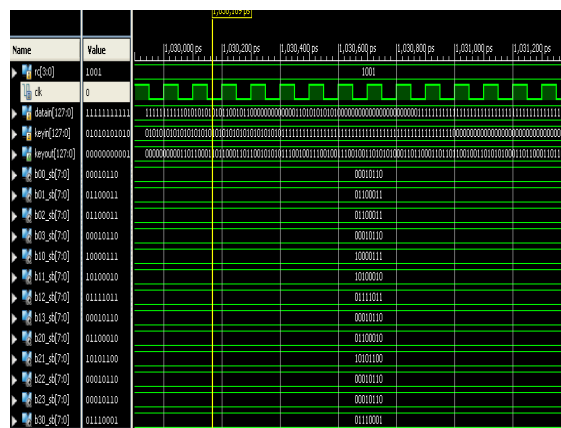 1,030,169 ps
Name Value 1,030,000 ps 1,030,200 ps 1,030,400 ps 1,030,600 ps 1,030,800 ps 1,031,000 ps 1,031,200 ps
rc[3:0] 1001 1001
clk 0
datain[127:0] 11111111111
keyin[127:0] 01010101010
keyout[127:0] 00000000001
b00_sb[7:0] 00010110 00010110
b01_sb[7:0] 01100011 01100011
b02_sb[7:0] 01100011 01100011
b03_sb[7:0] 00010110 00010110
b10_sb[7:0] 10000111 10000111
b11_sb[7:0] 10100010 10100010
b12_sb[7:0] 01111011 01111011
b13_sb[7:0] 00010110 00010110
b20_sb[7:0] 01100010 01100010
b21_sb[7:0] 10101100 10101100
b22_sb[7:0] 00010110 00010110
b23_sb[7:0] 00010110 00010110
b30_sb[7:0] 01110001 01110001